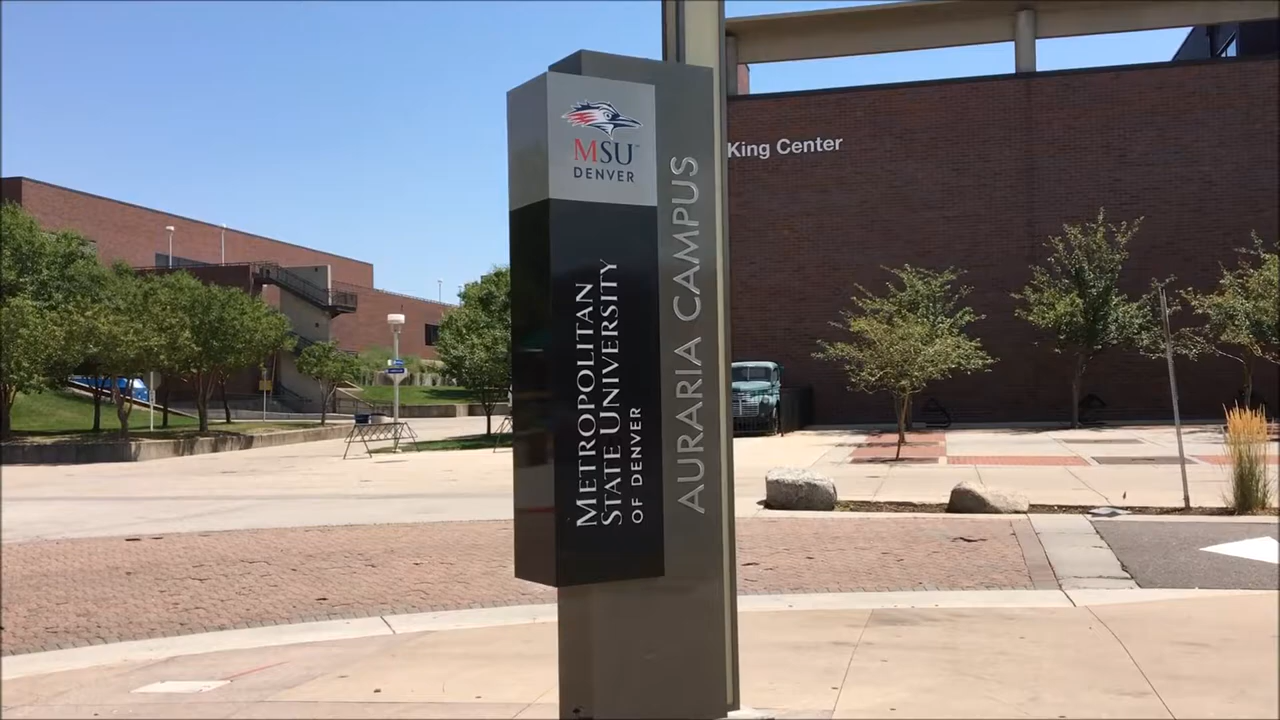 MSU
DENVER
METROPOLITAN
STATE UNIVERSITY
OF DENVER
AURARIA CAMPUS
King Center